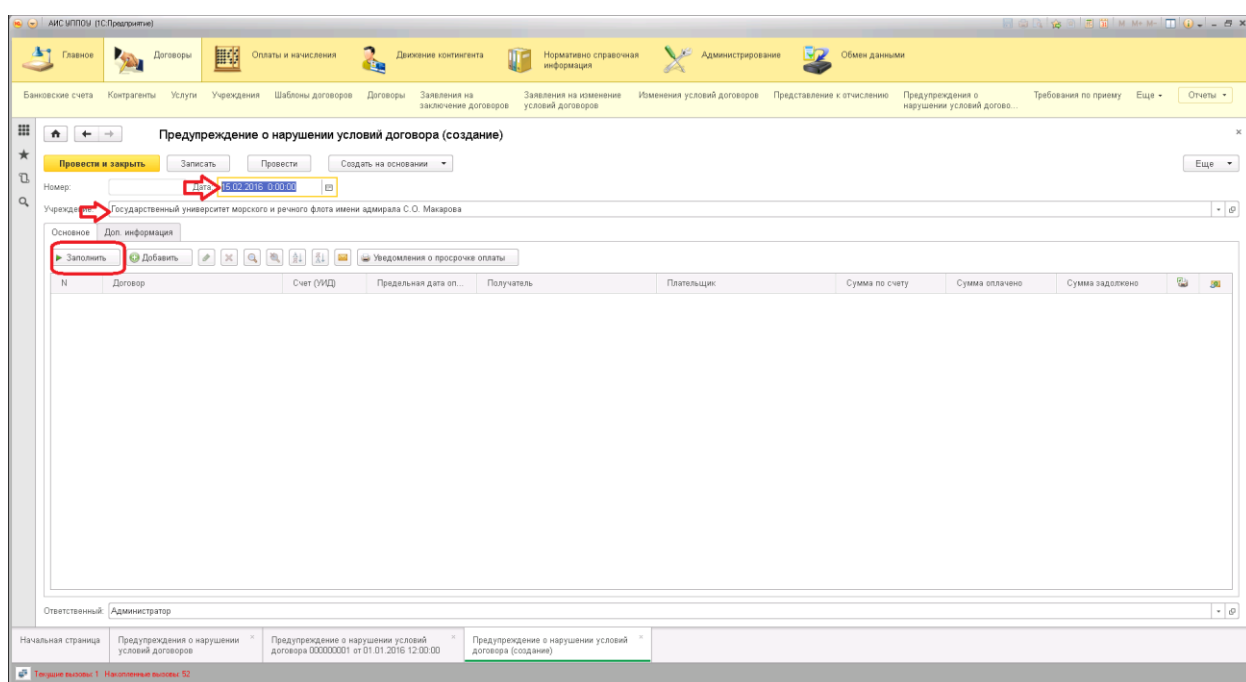 АИС УППОУ (1С:Предприятие)
M M+ M-
Главное
Договоры
Оплаты и начисления
Движение контингента
Нормативно справочная
информация
Администрирование
Обмен данными
Банковские счета
Контрагенты
Услуги
Учреждения
Шаблоны договоров
Договоры
Заявления на
заключение договоров
Заявления на изменение
условий договоров
Изменения условий договоров
Представление к отчислению
Предупреждения о
нарушении условий догово...
Требования по приему
Еще
Отчеты
Предупреждение о нарушении условий договора (создание)
Провести и закрыть
Записать
Провести
Создать на основании
Еще
Номер:
Дата:
15.02.2016 0:00:00
Учреждение:
Государственный университет морского и речного флота имени адмирала С.О. Макарова
Основное
Доп. информация
Заполнить
Добавить
Уведомления о просрочке оплаты
N
Договор
Счет (УИД)
Предельная дата оп...
Получатель
Плательщик
Сумма по счету
Сумма оплачено
Сумма задолжено
Ответственный:
Администратор
Начальная страница
Предупреждения о нарушении
условий договоров
Предупреждение о нарушении условий
договора 000000001 от 01.01.2016 12:00:00
Предупреждение о нарушении условий
договора (создание)
Текущие вызовы: 1 Накопленные вызовы: 52